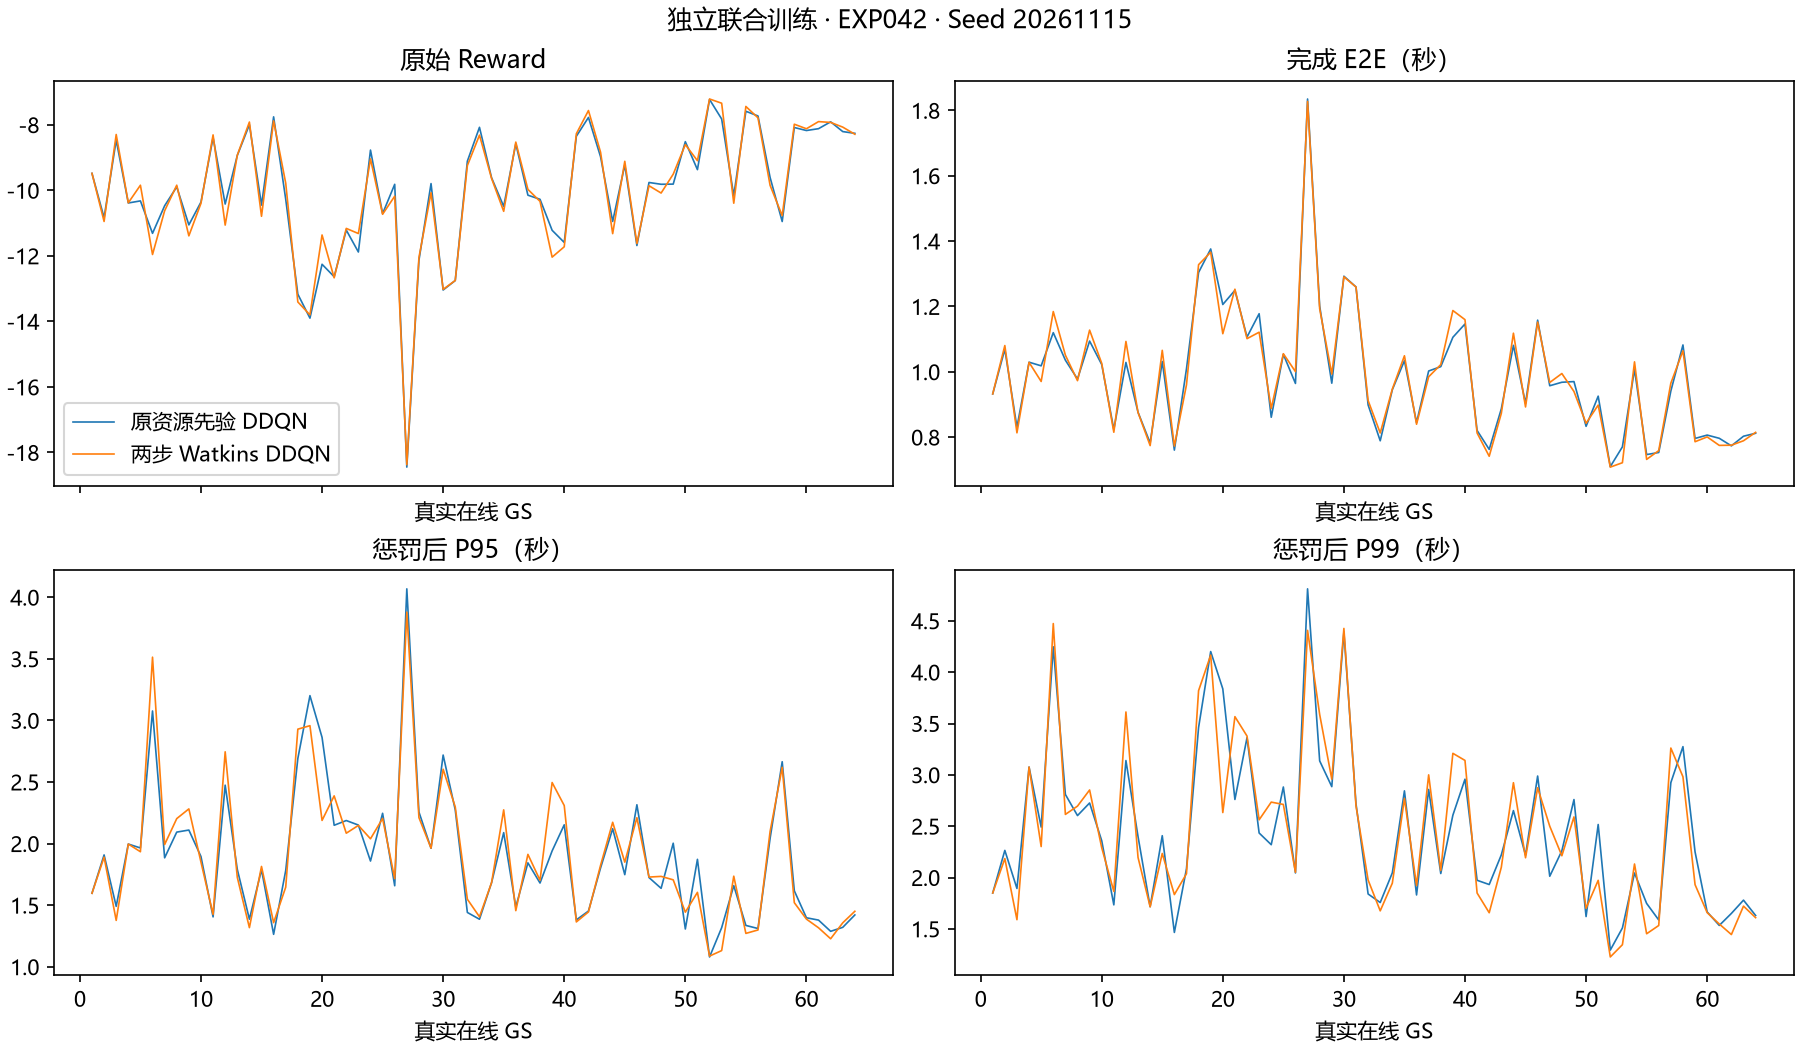 独立联合训练 · EXP042 · Seed 20261115
原始 Reward
-8
-10
-12
-14
-16
-18
原资源先验 DDQN
两步 Watkins DDQN
真实在线 GS
完成 E2E（秒）
1.8
1.6
1.4
1.2
1.0
0.8
真实在线 GS
惩罚后 P95（秒）
4.0
3.5
3.0
2.5
2.0
1.5
1.0
0 10 20 30 40 50 60
真实在线 GS
惩罚后 P99（秒）
4.5
4.0
3.5
3.0
2.5
2.0
1.5
0 10 20 30 40 50 60
真实在线 GS